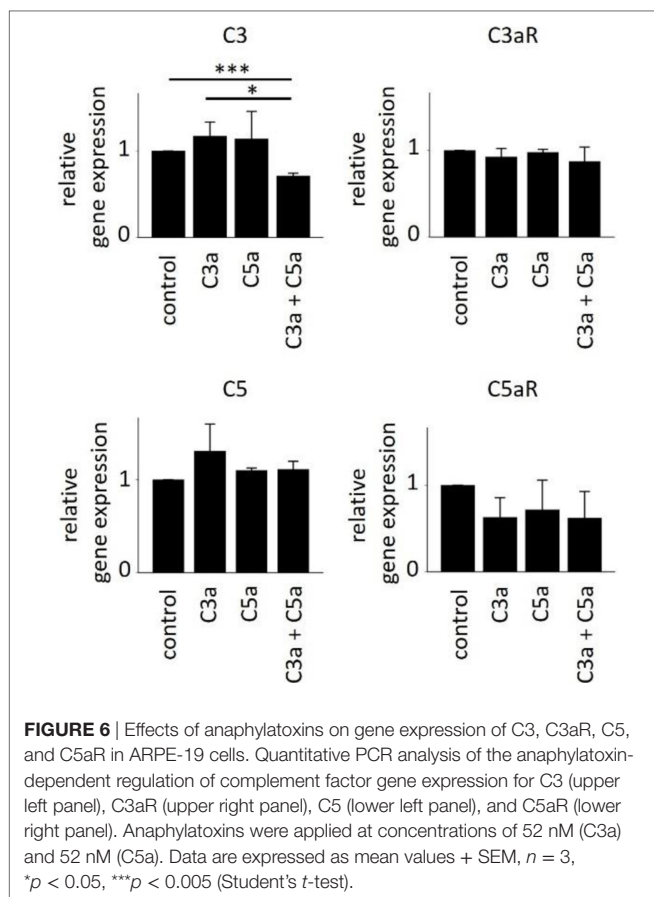 C3
***
*
relative
gene expression
1
0
control
C3a
C5a
C3a + C5a
C3aR
relative
gene expression
1
0
control
C3a
C5a
C3a + C5a
C5
relative
gene expression
1
0
control
C3a
C5a
C3a + C5a
C5aR
relative
gene expression
1
0
control
C3a
C5a
C3a + C5a
FIGURE 6 | Effects of anaphylatoxins on gene expression of C3, C3aR, C5,
and C5aR in ARPE-19 cells. Quantitative PCR analysis of the anaphylatoxin-
dependent regulation of complement factor gene expression for C3 (upper
left panel), C3aR (upper right panel), C5 (lower left panel), and C5aR (lower
right panel). Anaphylatoxins were applied at concentrations of 52 nM (C3a)
and 52 nM (C5a). Data are expressed as mean values + SEM, n = 3,
*p < 0.05, ***p < 0.005 (Student’s t-test).